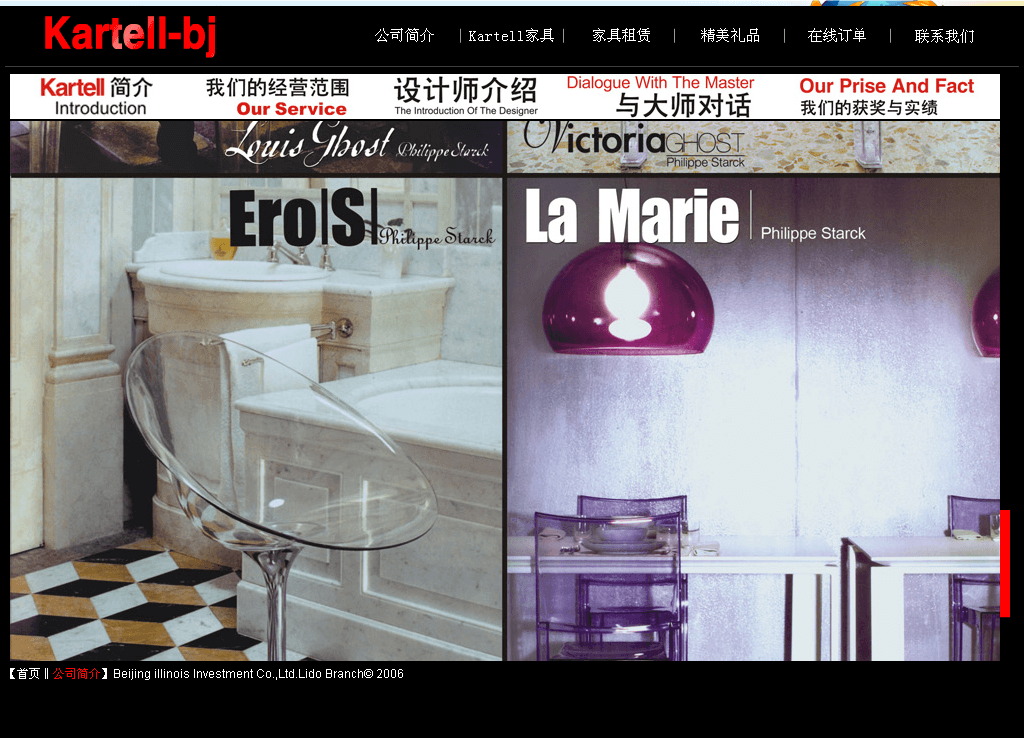 Kartell-bj
公司简介 | Kartell家具 | 家具租赁 | 精美礼品 | 在线订单 | 联系我们
Kartell 简介
Introduction
我们的经营范围
Our Service
设计师介绍
The Introduction Of The Designer
Dialogue With The Master
与大师对话
Our Prise And Fact
我们的获奖与实绩
Louis Ghost Philippe Starck
Victoria GHOST
Philippe Starck
Ero|S| Philippe Starck
La Marie | Philippe Starck
【首页 ‖ 公司简介】Beijing illinois Investment Co.,Ltd.Lido Branch© 2006